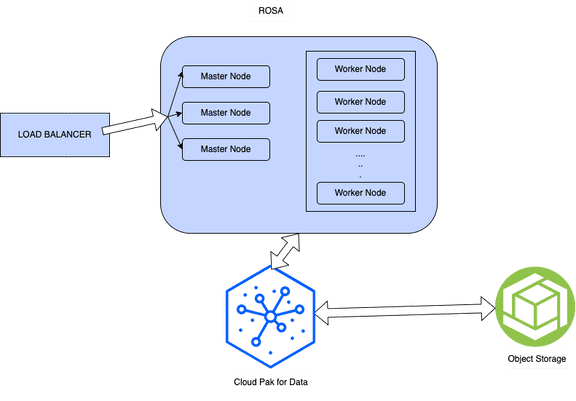 ROSA
Master Node
Master Node
Master Node
Worker Node
Worker Node
Worker Node
....
..
.
Worker Node
LOAD BALANCER
Cloud Pak for Data
Object Storage